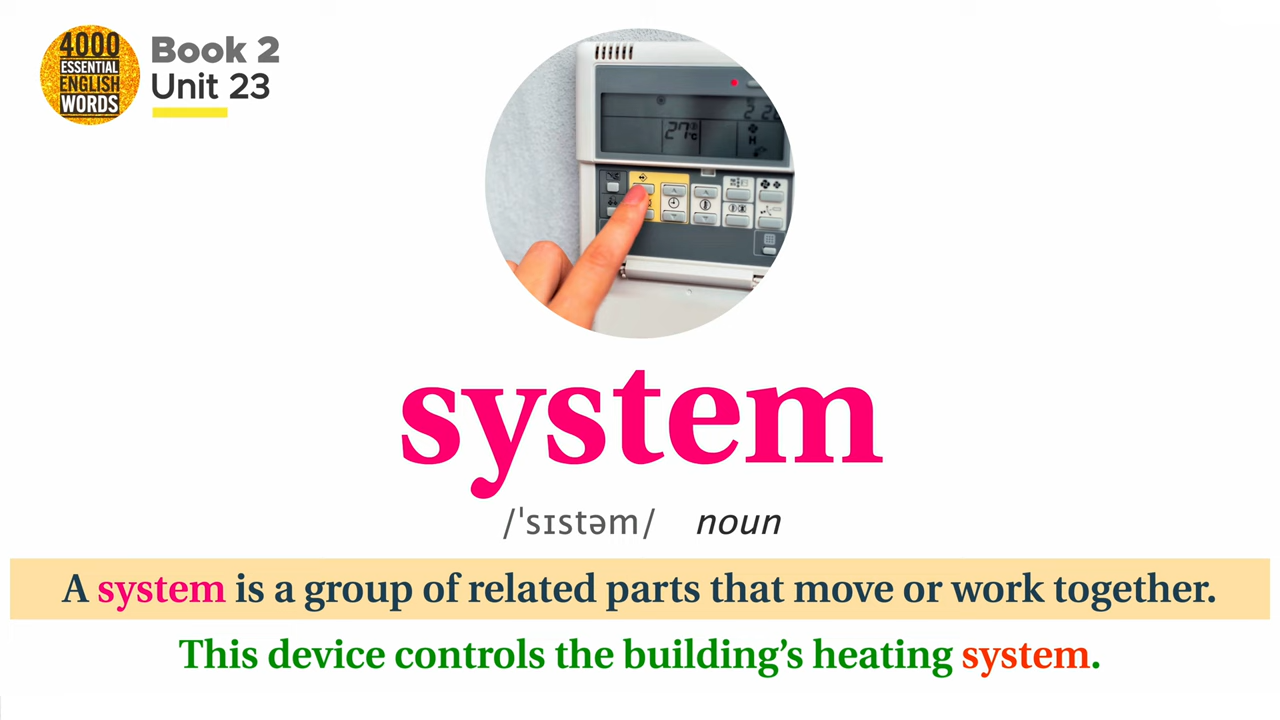 4000
ESSENTIAL
ENGLISH
WORDS
Book 2
Unit 23
27°C
H
system
/ˈsɪstəm/ noun
A system is a group of related parts that move or work together.
This device controls the building’s heating system.